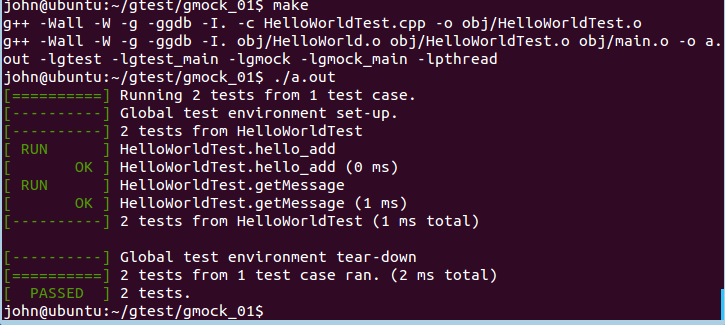 john@ubuntu:~/gtest/gmock_01$ make
g++ -Wall -W -g -ggdb -I. -c HelloWorldTest.cpp -o obj/HelloWorldTest.o
g++ -Wall -W -g -ggdb -I. obj/HelloWorld.o obj/HelloWorldTest.o obj/main.o -o a.
out -lgtest -lgtest_main -lgmock -lgmock_main -lpthread
john@ubuntu:~/gtest/gmock_01$ ./a.out
[==========] Running 2 tests from 1 test case.
[----------] Global test environment set-up.
[----------] 2 tests from HelloWorldTest
[ RUN      ] HelloWorldTest.hello_add
[       OK ] HelloWorldTest.hello_add (0 ms)
[ RUN      ] HelloWorldTest.getMessage
[       OK ] HelloWorldTest.getMessage (1 ms)
[----------] 2 tests from HelloWorldTest (1 ms total)

[----------] Global test environment tear-down
[==========] 2 tests from 1 test case ran. (2 ms total)
[  PASSED  ] 2 tests.
john@ubuntu:~/gtest/gmock_01$